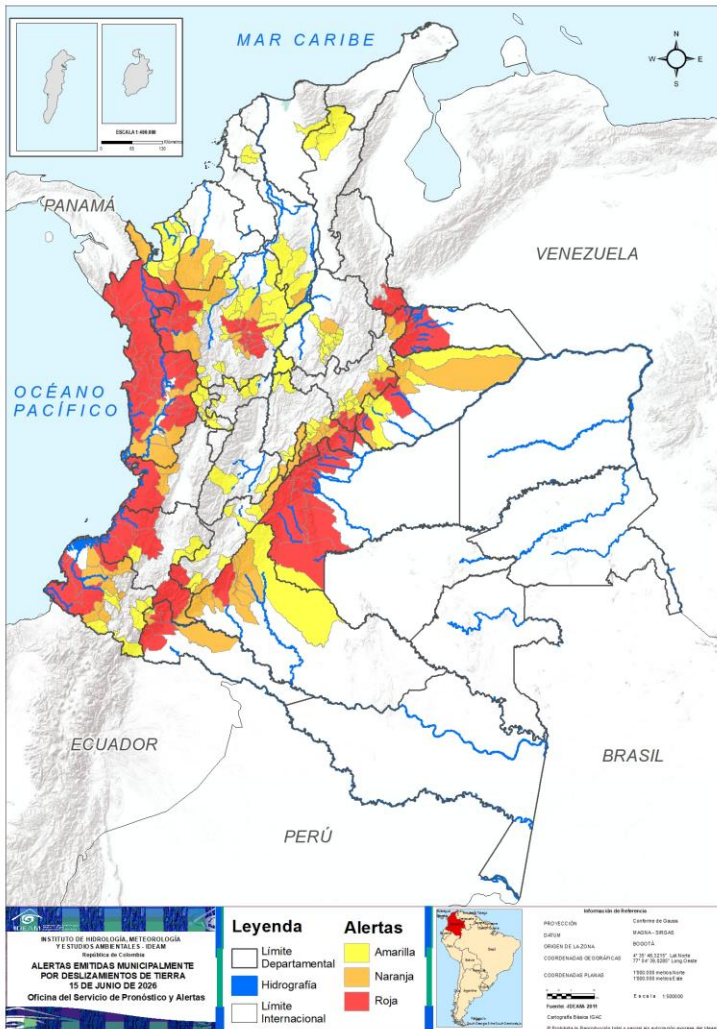 MAR CARIBE
N
W
E
S
ESCALA 1:400.000
PANAMÁ
VENEZUELA
OCÉANO
PACÍFICO
ECUADOR
BRASIL
PERÚ
IDEAM
INSTITUTO DE HIDROLOGÍA, METEOROLOGÍA
Y ESTUDIOS AMBIENTALES - IDEAM
República de Colombia
ALERTAS EMITIDAS MUNICIPALMENTE
POR DESLIZAMIENTOS DE TIERRA
15 DE JUNIO DE 2026
Oficina del Servicio de Pronóstico y Alertas
Leyenda
Límite
Departamental
Hidrografía
Límite
Internacional
Alertas
Amarilla
Naranja
Roja
Información de Referencia
PROYECCIÓN Conforme de Gauss
DATUM MAGNA-SIRGAS
ORIGEN DE LA ZONA BOGOTÁ
COORDENADAS GEOGRÁFICAS
COORDENADAS PLANAS
Cartografía Básica IGAC